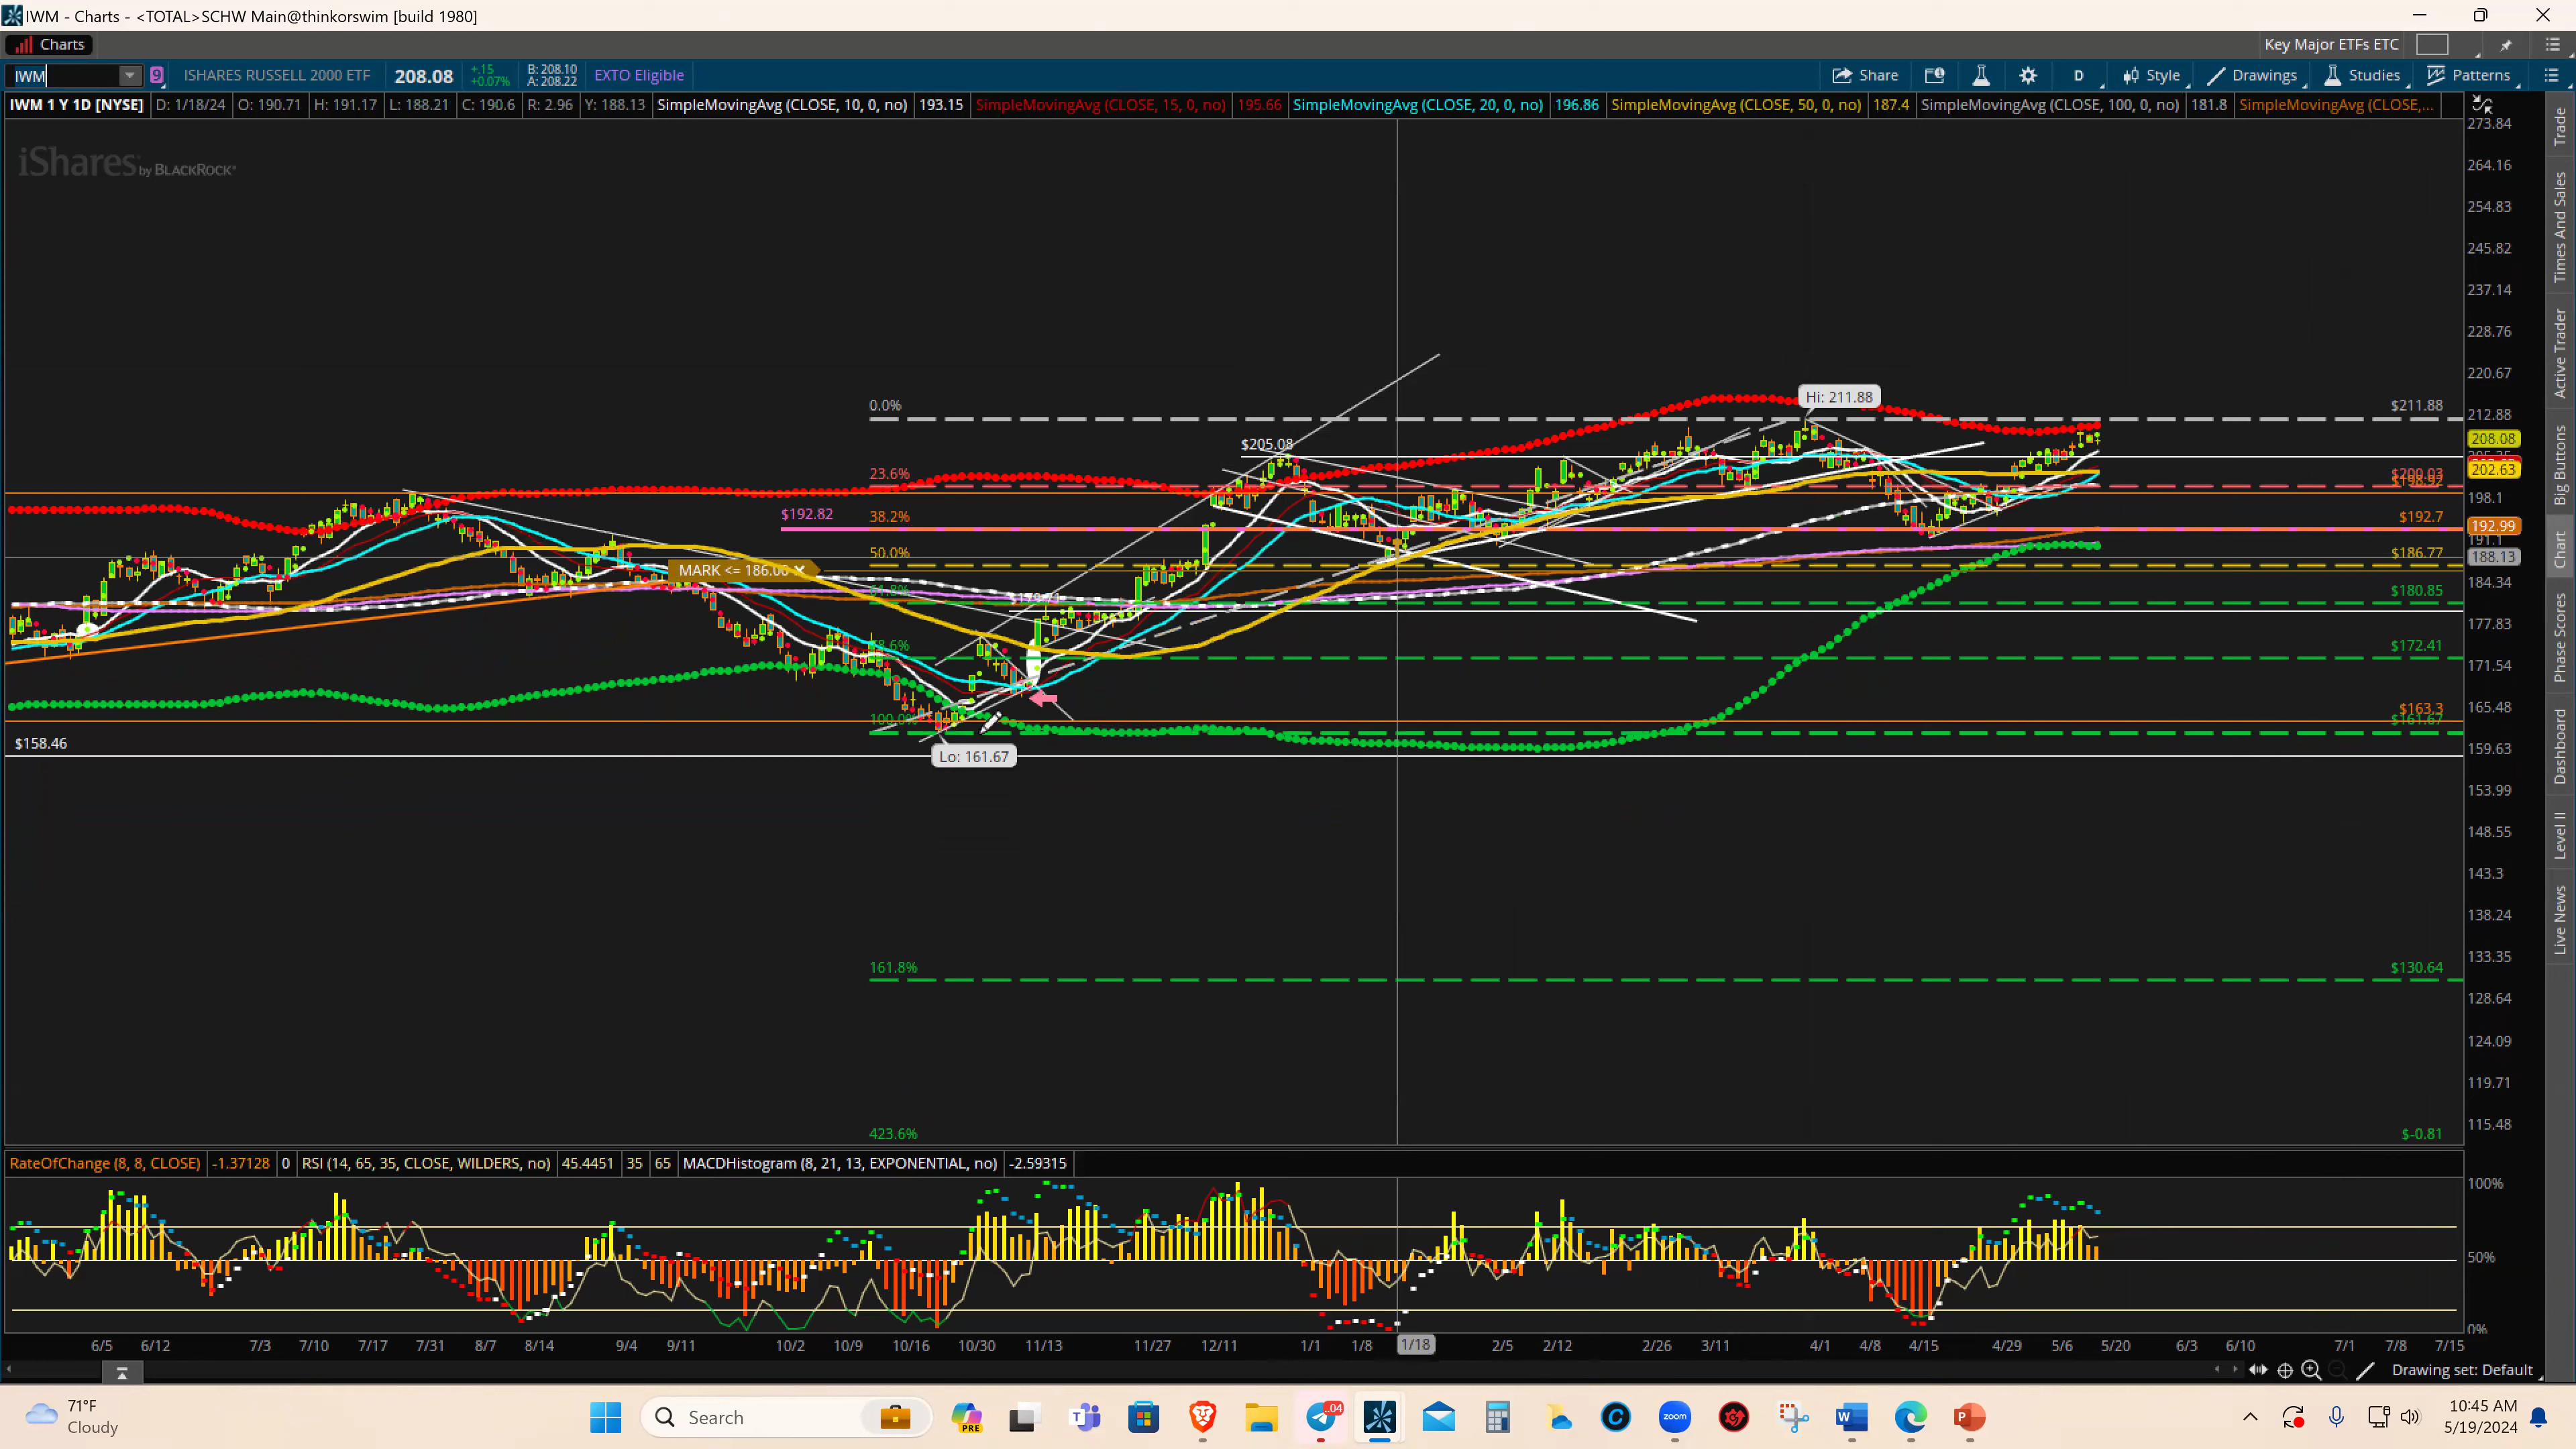 IWM - Charts - <TOTAL>SCHW Main@thinkorswim [build 1980]
Charts
Key Major ETFs ETC
IWM
9
ISHARES RUSSELL 2000 ETF
208.08
+.15
+0.07%
B: 208.10
A: 208.22
EXTO Eligible
Share
D
Style
Drawings
Studies
Patterns
IWM 1 Y 1D [NYSE]
D: 1/18/24
O: 190.71
H: 191.17
L: 188.21
C: 190.6
R: 2.96
Y: 188.13
SimpleMovingAvg (CLOSE, 10, 0, no)
193.15
SimpleMovingAvg (CLOSE, 15, 0, no)
195.66
SimpleMovingAvg (CLOSE, 20, 0, no)
196.86
SimpleMovingAvg (CLOSE, 50, 0, no)
187.4
SimpleMovingAvg (CLOSE, 100, 0, no)
181.8
SimpleMovingAvg (CLOSE,...
iShares by BLACKROCK®
273.84
264.16
254.83
245.82
237.14
228.76
220.67
212.88
208.08
202.63
198.1
192.99
191.1
188.13
184.34
177.83
171.54
165.48
159.63
153.99
148.55
143.3
138.24
133.35
128.64
124.09
119.71
115.48
0.0%
23.6%
38.2%
50.0%
100.0%
161.8%
423.6%
$211.88
$200.03
$192.7
$186.77
$180.85
$172.41
$163.3
$161.67
$130.64
$-0.81
Hi: 211.88
$205.08
$192.82
MARK <= 186.06
Lo: 161.67
$158.46
Trade
Times And Sales
Active Trader
Big Buttons
Chart
Phase Scores
Dashboard
Level II
Live News
RateOfChange (8, 8, CLOSE)
-1.37128
0
RSI (14, 65, 35, CLOSE, WILDERS, no)
45.4451
35
65
MACDHistogram (8, 21, 13, EXPONENTIAL, no)
-2.59315
100%
50%
0%
6/5
6/12
7/3
7/10
7/17
7/31
8/7
8/14
9/4
9/11
10/2
10/9
10/16
10/30
11/13
11/27
12/11
1/1
1/8
1/18
2/5
2/12
2/26
3/11
4/1
4/8
4/15
4/29
5/6
5/20
6/3
6/10
7/1
7/8
7/15
Drawing set: Default
71°F
Cloudy
Search
PRE
.04
zoom
10:45 AM
5/19/2024